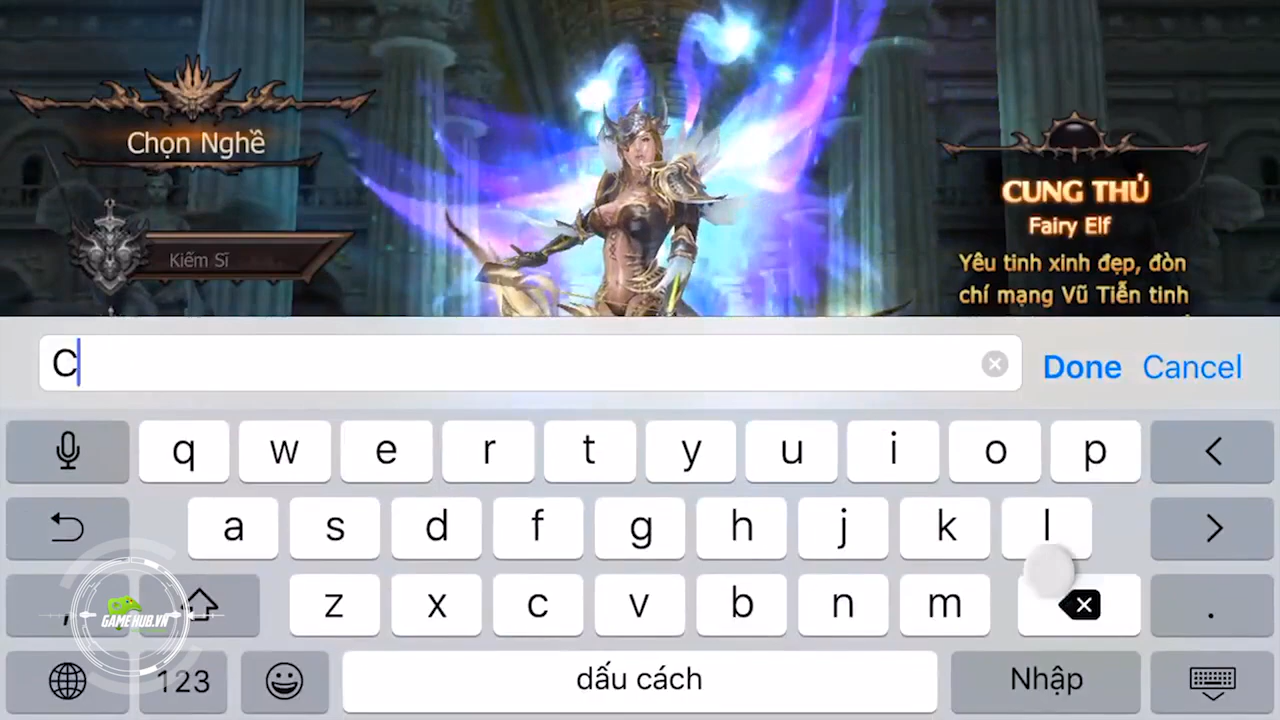 Chọn Nghề
Kiếm Sĩ
CUNG THỦ
Fairy Elf
Yêu tinh xinh đẹp, đòn
chí mạng Vũ Tiễn tinh
C
Done
Cancel
q w e r t y u i o p
a s d f g h j k l
, z x c v b n m .
GAMEHUB.VN
123
dấu cách
Nhập